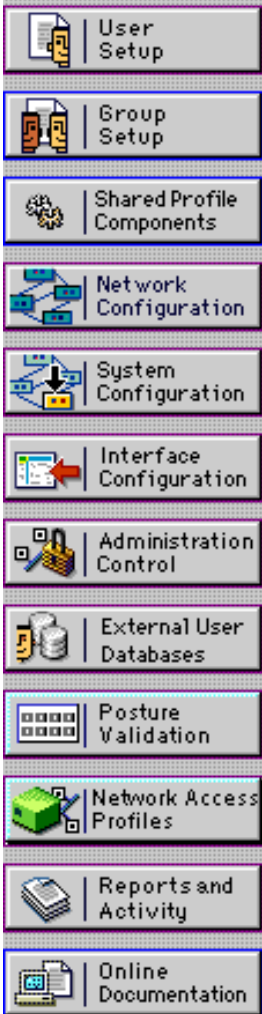 User
Setup
Group
Setup
Shared Profile
Components
Network
Configuration
System
Configuration
Interface
Configuration
Administration
Control
External User
Databases
Posture
Validation
Network Access
Profiles
Reports and
Activity
Online
Documentation